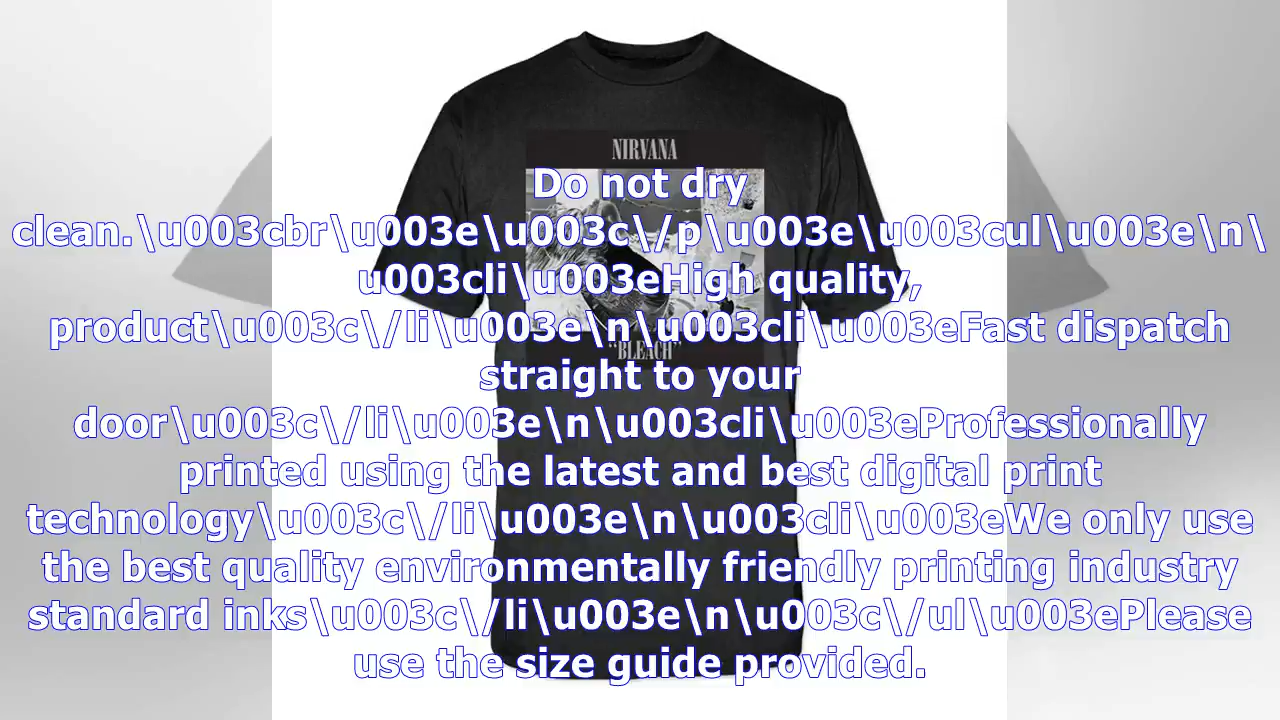 NIRVANA
Do not dry
clean.\u003cbr\u003e\u003c\/p\u003e\u003cul\u003e\n\
u003cli\u003eHigh quality,
product\u003c\/li\u003e\n\u003cli\u003eFast dispatch
"BLEACH"
straight to your
door\u003c\/li\u003e\n\u003cli\u003eProfessionally
printed using the latest and best digital print
technology\u003c\/li\u003e\n\u003cli\u003eWe only use
the best quality environmentally friendly printing industry
standard inks\u003c\/li\u003e\n\u003c\/ul\u003ePlease
use the size guide provided.